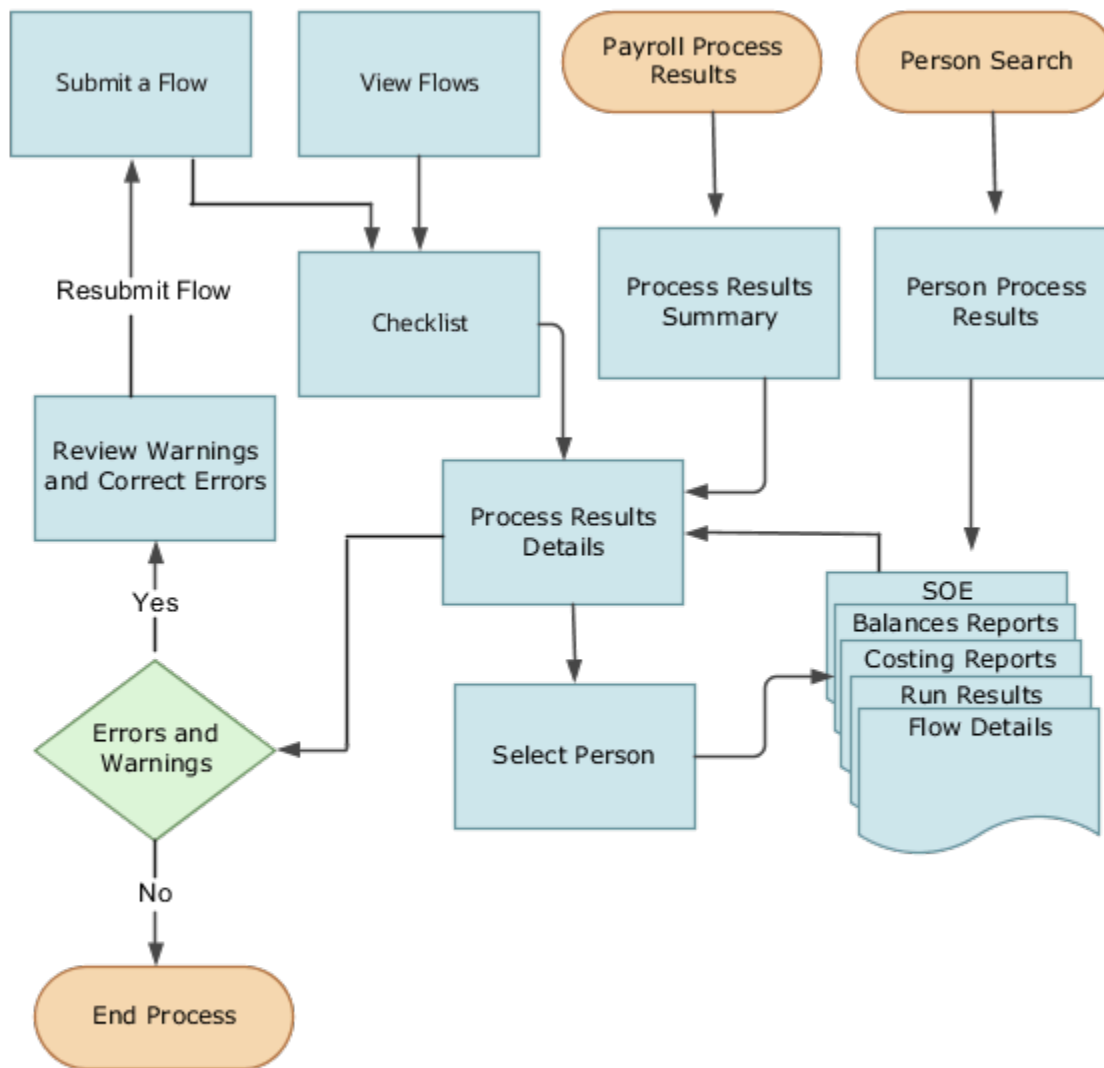 Submit a Flow
View Flows
Payroll Process
Results
Person Search
Resubmit Flow
Checklist
Process Results
Summary
Person Process
Results
Review Warnings
and Correct Errors
Process Results
Details
Yes
SOE
Balances Reports
Costing Reports
Run Results
Flow Details
Errors and
Warnings
Select Person
No
End Process